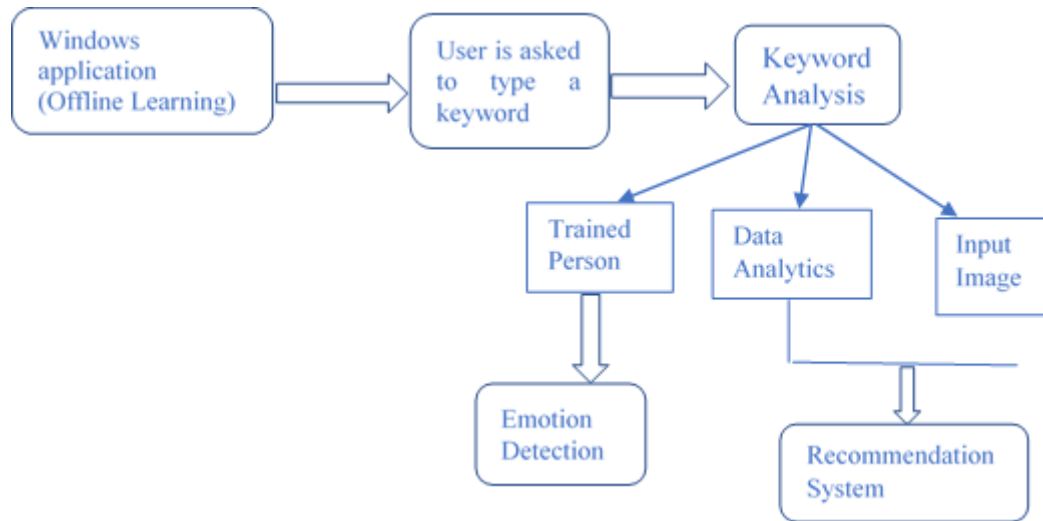 Windows
application
(Offline Learning)
User is asked
to type a
keyword
Keyword
Analysis
Trained
Person
Data
Analytics
Input
Image
Emotion
Detection
Recommendation
System